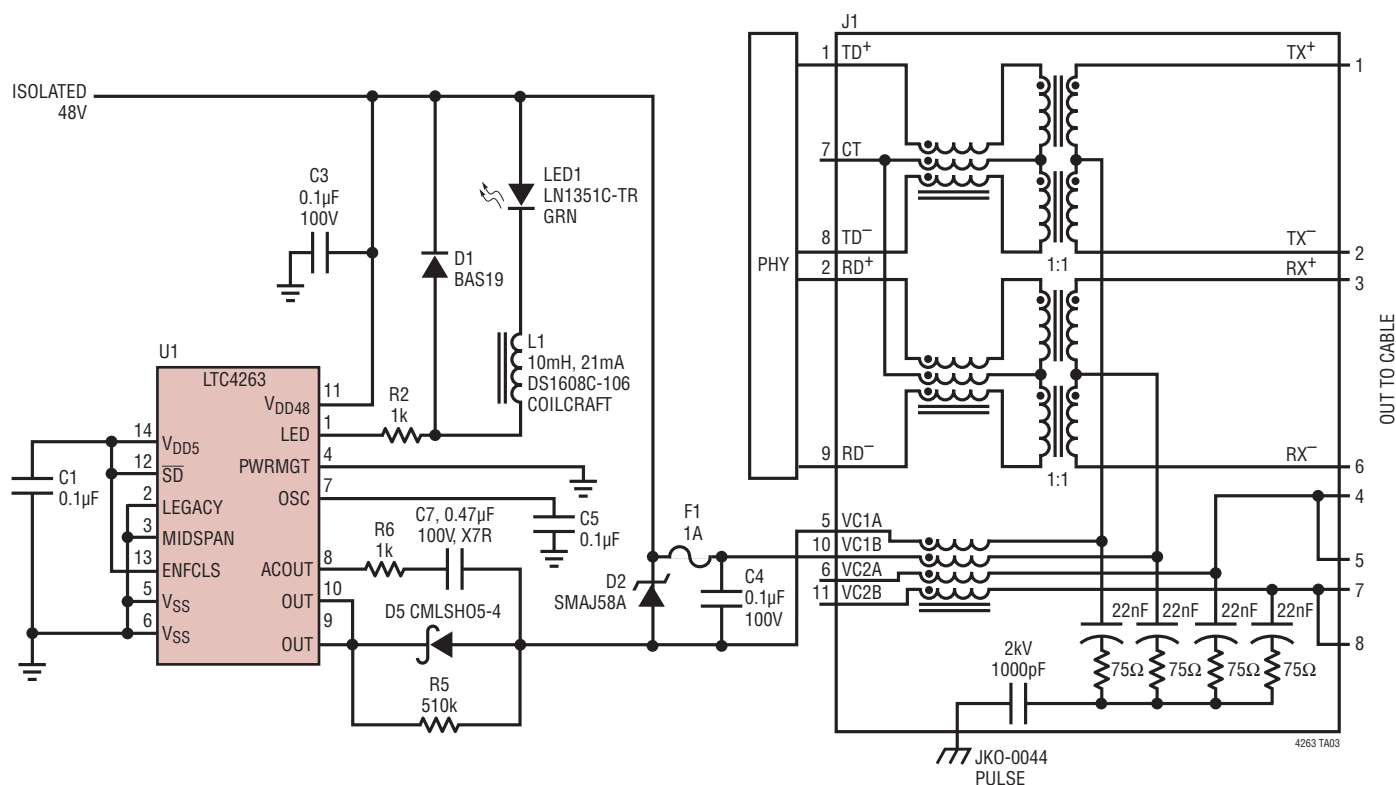 ISOLATED
48V
C3
0.1µF
100V
LED1
LN1351C-TR
GRN
D1
BAS19
L1
10mH, 21mA
DS1608C-106
COILCRAFT
R2
1k
U1
LTC4263
VDD48
11
LED
1
PWRMGT
4
OSC
7
ACOUT
8
OUT
10
OUT
9
14
VDD5
12
SD
2
LEGACY
3
MIDSPAN
13
ENFCLS
5
VSS
6
VSS
C1
0.1µF
R6
1k
C7, 0.47µF
100V, X7R
C5
0.1µF
D5 CMLSH05-4
R5
510k
D2
SMAJ58A
F1
1A
C4
0.1µF
100V
PHY
J1
1
TD+
7
CT
8
TD−
2
RD+
9
RD−
5
VC1A
10
VC1B
6
VC2A
11
VC2B
1:1
1:1
TX+
1
TX−
2
RX+
3
RX−
6
4
5
7
8
OUT TO CABLE
22nF
22nF
22nF
22nF
75Ω
75Ω
75Ω
75Ω
2kV
1000pF
JKO-0044
PULSE
4263 TA03